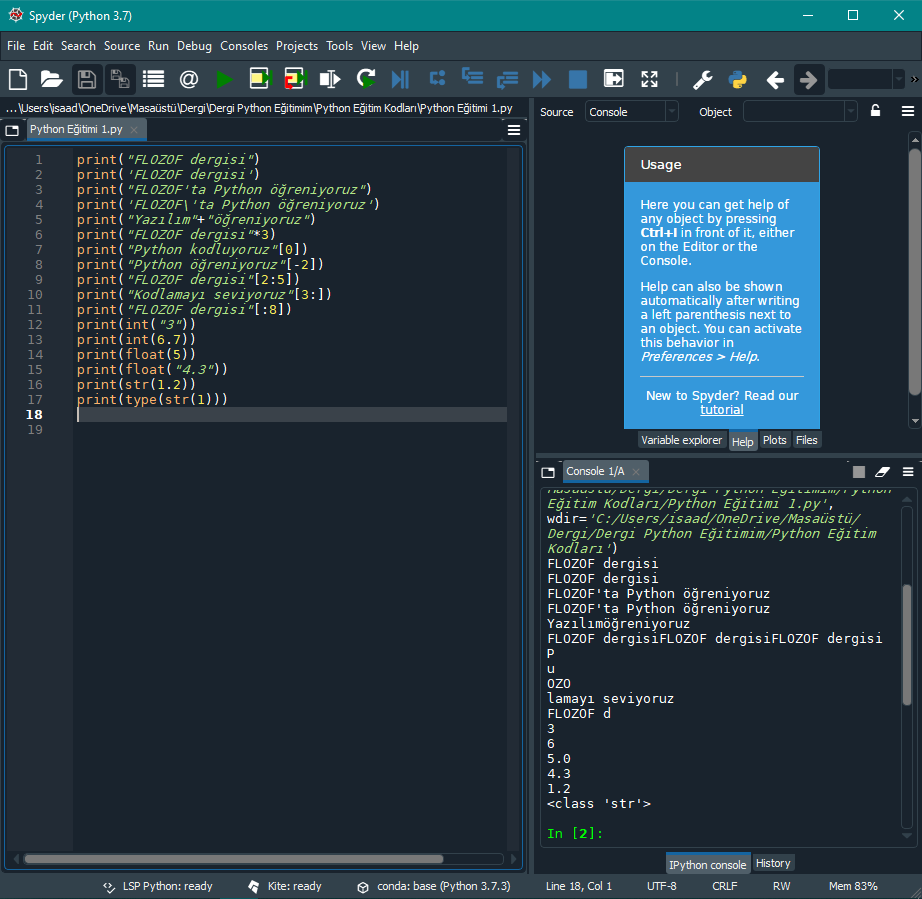 Spyder (Python 3.7)
File Edit Search Source Run Debug Consoles Projects Tools View Help
...\Users\isaad\OneDrive\Masaüstü\Dergi\Dergi Python Eğitimim\Python Eğitim Kodları\Python Eğitimi 1.py
Python Eğitimi 1.py
1 print("FLOZOF dergisi")
2 print('FLOZOF dergisi')
3 print("FLOZOF'ta Python öğreniyoruz")
4 print('FLOZOF\'ta Python öğreniyoruz')
5 print("Yazılım"+"öğreniyoruz")
6 print("FLOZOF dergisi"*3)
7 print("Python kodluyoruz"[0])
8 print("Python öğreniyoruz"[-2])
9 print("FLOZOF dergisi"[2:5])
10 print("Kodlamayı seviyoruz"[3:])
11 print("FLOZOF dergisi"[:8])
12 print(int("3"))
13 print(int(6.7))
14 print(float(5))
15 print(float("4.3"))
16 print(str(1.2))
17 print(type(str(1)))
18
19
Source Console Object
Usage
Here you can get help of
any object by pressing
Ctrl+I in front of it, either
on the Editor or the
Console.
Help can also be shown
automatically after writing
a left parenthesis next to
an object. You can activate
this behavior in
Preferences > Help.
New to Spyder? Read our
tutorial
Variable explorer Help Plots Files
Console 1/A
Masaüstü/Dergi/Dergi Python Eğitimim/Python
Eğitim Kodları/Python Eğitimi 1.py',
wdir='C:/Users/isaad/OneDrive/Masaüstü/
Dergi/Dergi Python Eğitimim/Python Eğitim
Kodları')
FLOZOF dergisi
FLOZOF dergisi
FLOZOF'ta Python öğreniyoruz
FLOZOF'ta Python öğreniyoruz
Yazılımöğreniyoruz
FLOZOF dergisiFLOZOF dergisiFLOZOF dergisi
P
u
OZO
lamayı seviyoruz
FLOZOF d
3
6
5.0
4.3
1.2
<class 'str'>
In [2]:
IPython console History
LSP Python: ready Kite: ready conda: base (Python 3.7.3) Line 18, Col 1 UTF-8 CRLF RW Mem 83%